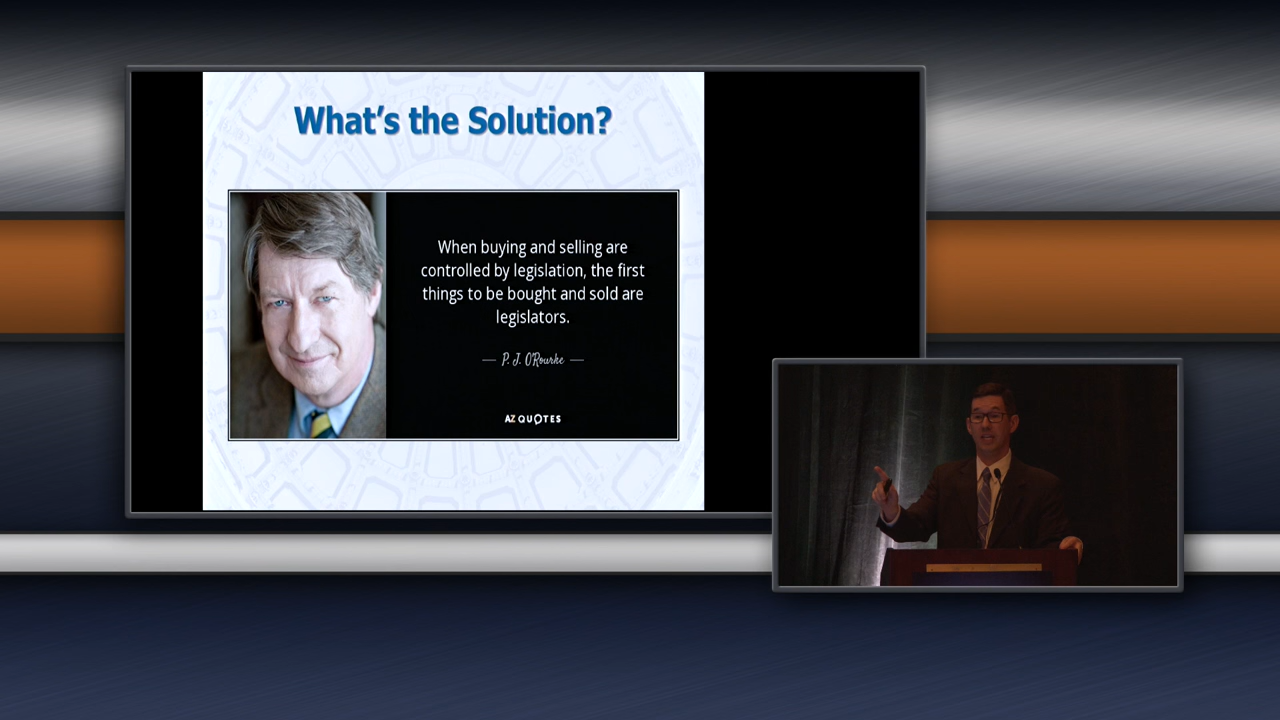 What's the Solution?
When buying and selling are
controlled by legislation, the first
things to be bought and sold are
legislators.
— P. J. O'Rourke —
AZ QUOTES